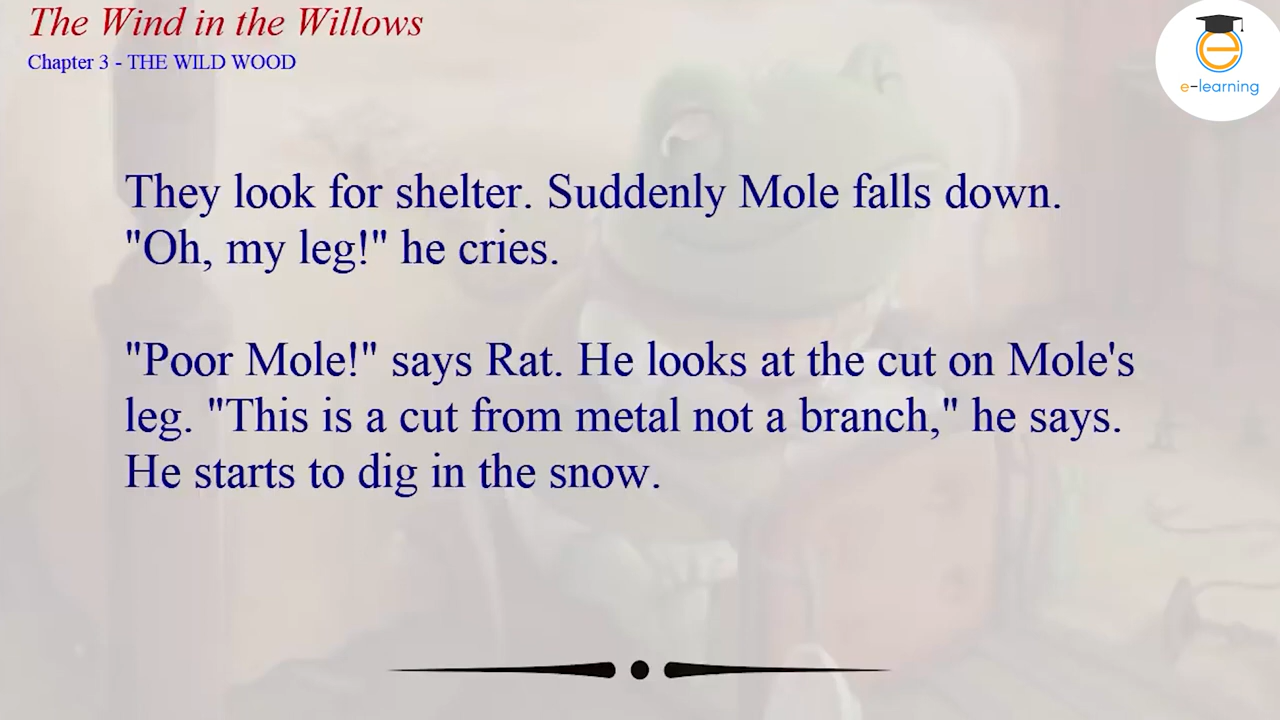 The Wind in the Willows
Chapter 3 - THE WILD WOOD
e-learning
They look for shelter. Suddenly Mole falls down.
"Oh, my leg!" he cries.
"Poor Mole!" says Rat. He looks at the cut on Mole's
leg. "This is a cut from metal not a branch," he says.
He starts to dig in the snow.